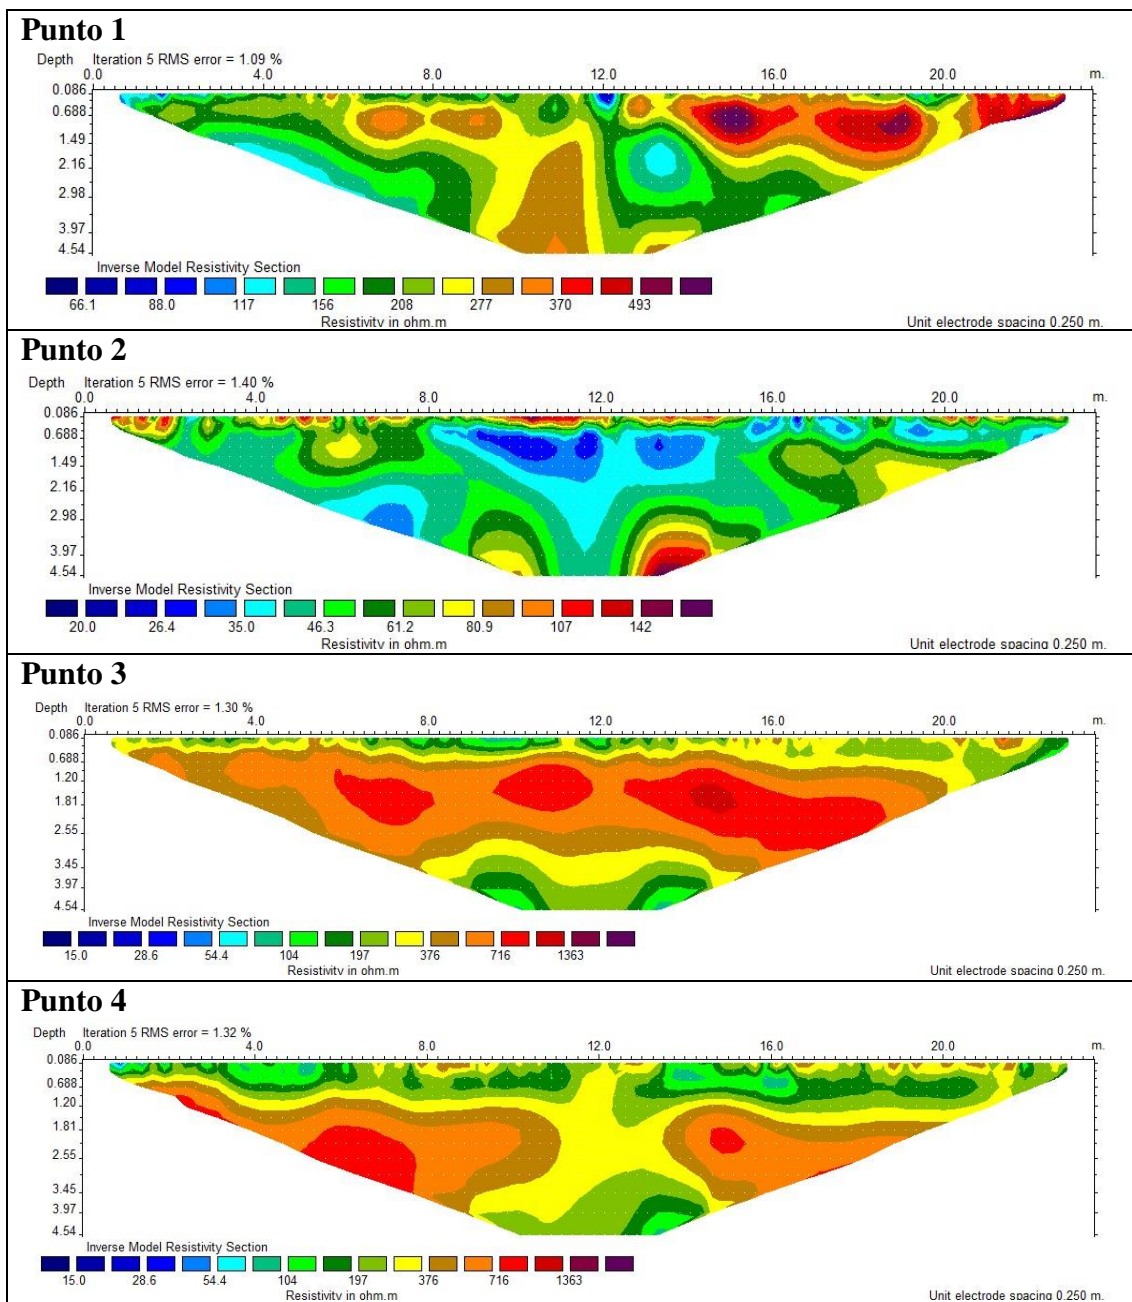 Punto 1
Depth Iteration 5 RMS error = 1.09 %
0.0 4.0 8.0 12.0 16.0 20.0 m.
0.086
0.688
1.49
2.16
2.98
3.97
4.54
Inverse Model Resistivity Section
66.1 88.0 117 156 208 277 370 493
Resistivity in ohm.m Unit electrode spacing 0.250 m.
Punto 2
Depth Iteration 5 RMS error = 1.40 %
0.0 4.0 8.0 12.0 16.0 20.0 m.
0.086
0.688
1.49
2.16
2.98
3.97
4.54
Inverse Model Resistivity Section
20.0 26.4 35.0 46.3 61.2 80.9 107 142
Resistivity in ohm.m Unit electrode spacing 0.250 m.
Punto 3
Depth Iteration 5 RMS error = 1.30 %
0.0 4.0 8.0 12.0 16.0 20.0 m.
0.086
0.688
1.20
1.81
2.55
3.45
3.97
4.54
Inverse Model Resistivity Section
15.0 28.6 54.4 104 197 376 716 1363
Resistivity in ohm.m Unit electrode spacing 0.250 m.
Punto 4
Depth Iteration 5 RMS error = 1.32 %
0.0 4.0 8.0 12.0 16.0 20.0 m.
0.086
0.688
1.20
1.81
2.55
3.45
3.97
4.54
Inverse Model Resistivity Section
15.0 28.6 54.4 104 197 376 716 1363
Resistivity in ohm.m Unit electrode spacing 0.250 m.